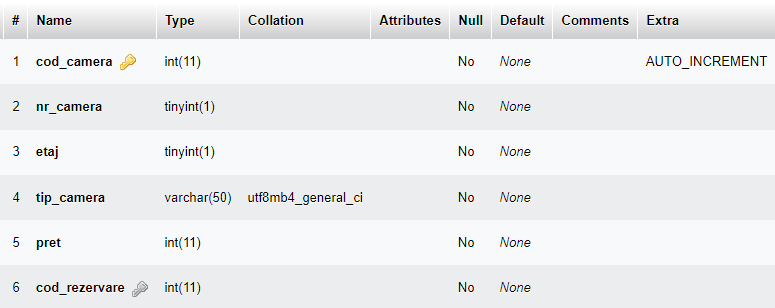 # Name Type Collation Attributes Null Default Comments Extra
1 cod_camera int(11) No None AUTO_INCREMENT
2 nr_camera tinyint(1) No None
3 etaj tinyint(1) No None
4 tip_camera varchar(50) utf8mb4_general_ci No None
5 pret int(11) No None
6 cod_rezervare int(11) No None